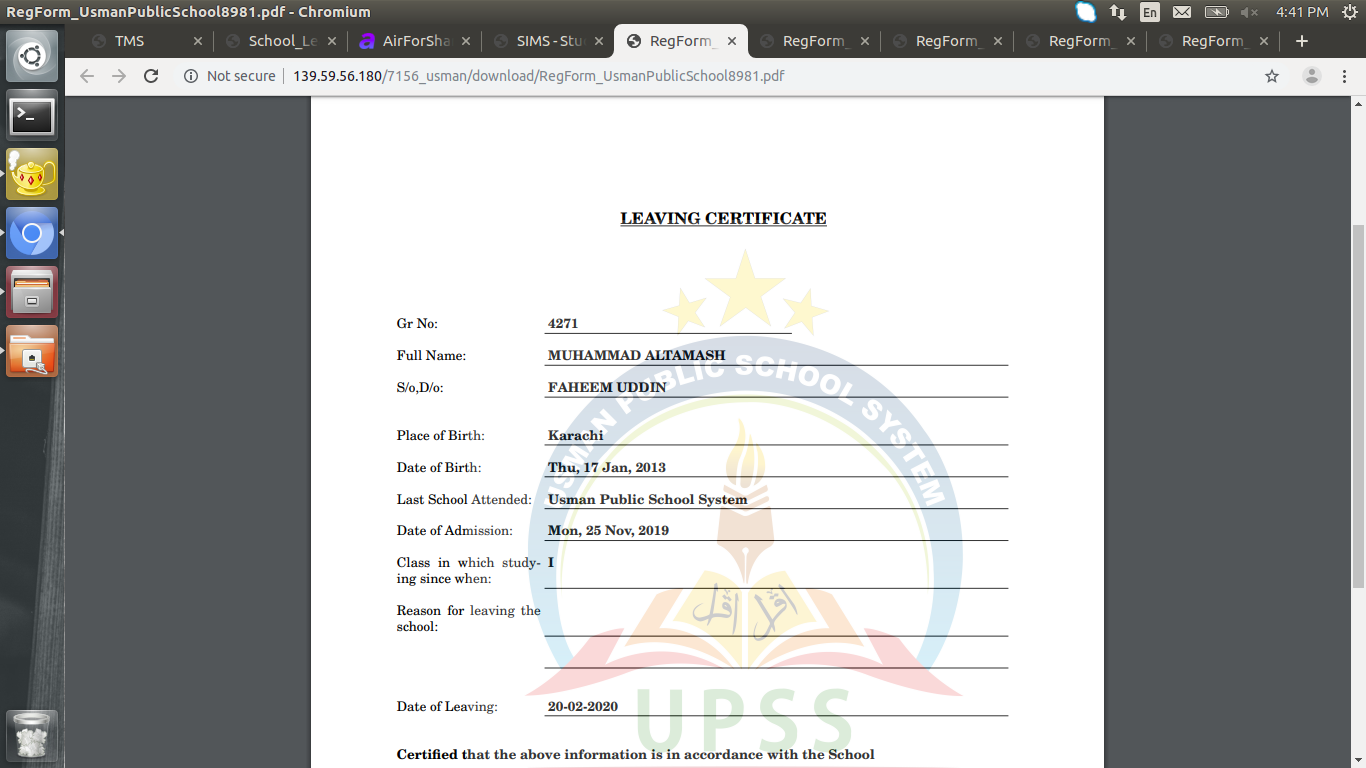 RegForm_UsmanPublicSchool8981.pdf - Chromium
En
4:41 PM
TMS
School_Le
AirForSha
SIMS - Stu
RegForm_
RegForm_
RegForm_
RegForm_
RegForm_
Not secure
139.59.56.180/7156_usman/download/RegForm_UsmanPublicSchool8981.pdf
LEAVING CERTIFICATE
Gr No: 4271
Full Name: MUHAMMAD ALTAMASH
S/o,D/o: FAHEEM UDDIN
Place of Birth: Karachi
Date of Birth: Thu, 17 Jan, 2013
Last School Attended: Usman Public School System
Date of Admission: Mon, 25 Nov, 2019
Class in which study- I
ing since when:
Reason for leaving the
school:
Date of Leaving: 20-02-2020
Certified that the above information is in accordance with the School
USMAN PUBLIC SCHOOL SYSTEM
UPSS